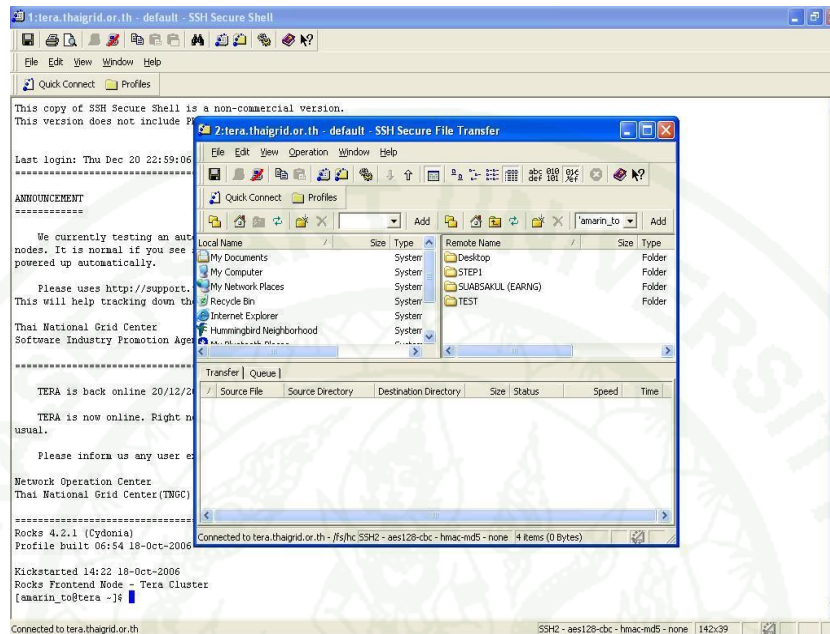 1:tera.thaigrid.or.th - default - SSH Secure Shell
File Edit View Window Help
Quick Connect Profiles
This copy of SSH Secure Shell is a non-commercial version.
This version does not include
Last login: Thu Dec 20 22:59:06
ANNOUNCEMENT
============
We currently testing an
nodes. It is normal if you see
powered up automatically.
Please uses http://support.
This will help tracking down
Thai National Grid Center
Software Industry Promotion
TERA is back online 20/12/
TERA is now online. Right
usual.
Please inform us any user
Network Operation Center
Thai National Grid Center(TNGC)
Rocks 4.2.1 (Cydonia)
Profile built 06:54 18-Oct-2006
Kickstarted 14:22 18-Oct-2006
Rocks Frontend Node - Tera Cluster
[amarin_to@tera ~]$
Connected to tera.thaigrid.or.th SSH2 - aes128-cbc - hmac-md5 - none 142x39
2:tera.thaigrid.or.th - default - SSH Secure File Transfer
File Edit View Operation Window Help
Quick Connect Profiles
Add 'amarin_to Add
Local Name / Size Type
My Documents System
My Computer System
My Network Places System
Recycle Bin System
Internet Explorer System
Hummingbird Neighborhood System
Remote Name / Size Type
Desktop Folder
STEP1 Folder
SUABSAKUL (EARNG) Folder
TEST Folder
Transfer Queue
/ Source File Source Directory Destination Directory Size Status Speed Time
Connected to tera.thaigrid.or.th - /fs/hc SSH2 - aes128-cbc - hmac-md5 - none 4 items (0 Bytes)